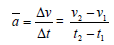 a̅ = Δv/Δt = (v₂ - v₁)/(t₂ - t₁)